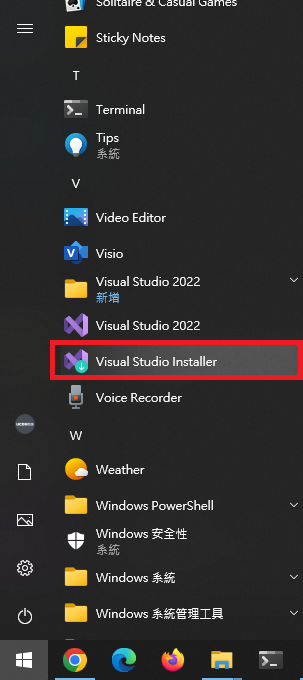 Solitaire & Casual Games
Sticky Notes
T
Terminal
Tips
系統
V
Video Editor
Visio
Visual Studio 2022
新增
Visual Studio 2022
Visual Studio Installer
Voice Recorder
W
Weather
Windows PowerShell
Windows 安全性
系統
Windows 系統
Windows 系統管理工具